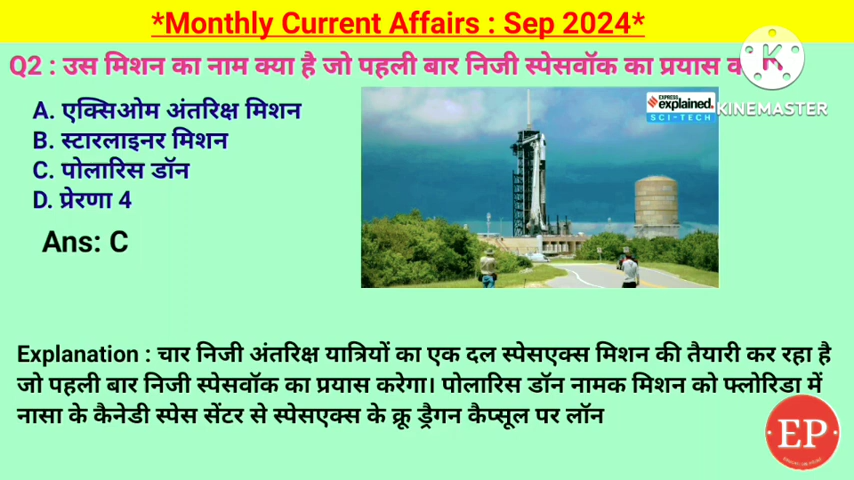 *Monthly Current Affairs : Sep 2024*
Q2 : उस मिशन का नाम क्या है जो पहली बार निजी स्पेसवॉक का प्रयास
K
KINEMASTER
A. एक्सिओम अंतरिक्ष मिशन
B. स्टारलाइनर मिशन
C. पोलारिस डॉन
D. प्रेरणा 4
Ans: C
EXPRESS
explained.
SCI-TECH
Explanation : चार निजी अंतरिक्ष यात्रियों का एक दल स्पेसएक्स मिशन की तैयारी कर रहा है
जो पहली बार निजी स्पेसवॉक का प्रयास करेगा। पोलारिस डॉन नामक मिशन को फ्लोरिडा में
नासा के कैनेडी स्पेस सेंटर से स्पेसएक्स के क्रू ड्रैगन कैप्सूल पर लॉन
EP